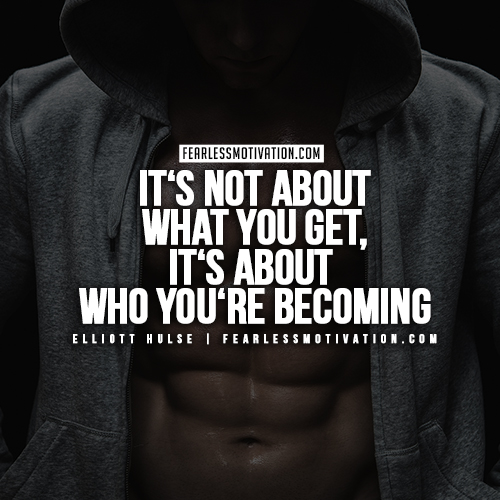 FEARLESSMOTIVATION.COM
IT‘S NOT ABOUT
WHAT YOU GET,
IT‘S ABOUT
WHO YOU‘RE BECOMING
ELLIOTT HULSE | FEARLESSMOTIVATION.COM